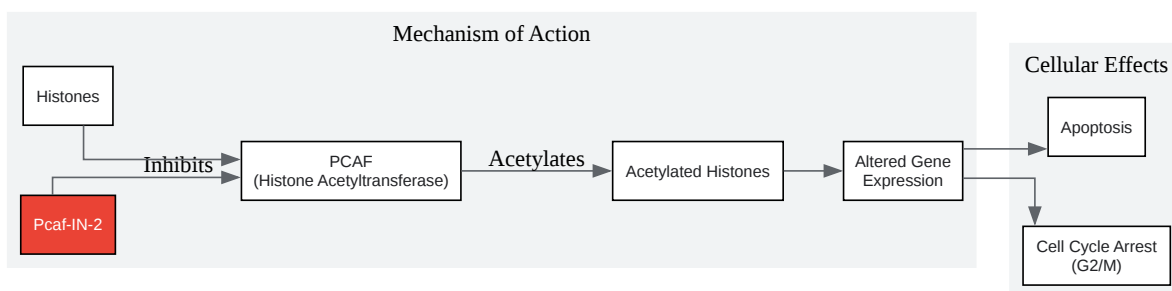 Mechanism of Action
Cellular Effects
Histones
Inhibits
Pcaf-IN-2
PCAF
(Histone Acetyltransferase)
Acetylates
Acetylated Histones
Altered Gene
Expression
Apoptosis
Cell Cycle Arrest
(G2/M)